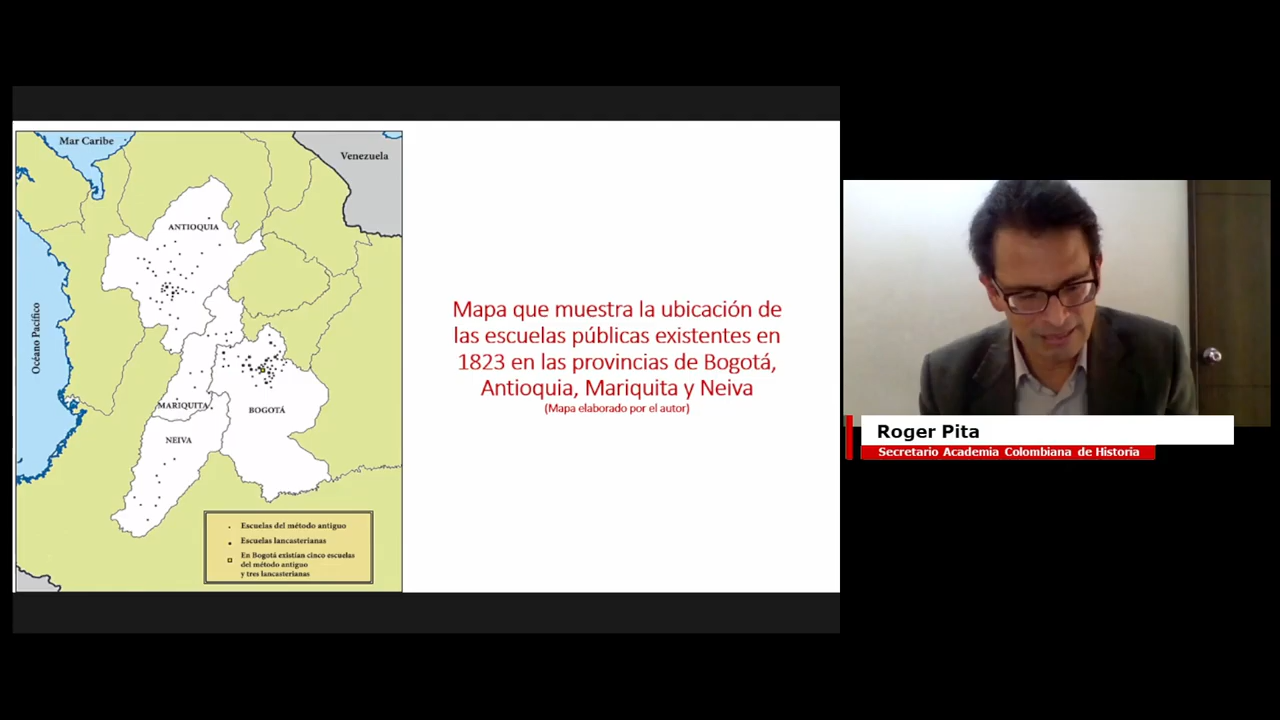 Mar Caribe
Venezuela
ANTIOQUIA
Océano Pacífico
MARIQUITA
BOGOTÁ
NEIVA
Escuelas del método antiguo
Escuelas lancasterianas
En Bogotá existían cinco escuelas
del método antiguo
y tres lancasterianas
Mapa que muestra la ubicación de
las escuelas públicas existentes en
1823 en las provincias de Bogotá,
Antioquia, Mariquita y Neiva
(Mapa elaborado por el autor)
Roger Pita
Secretario Academia Colombiana de Historia